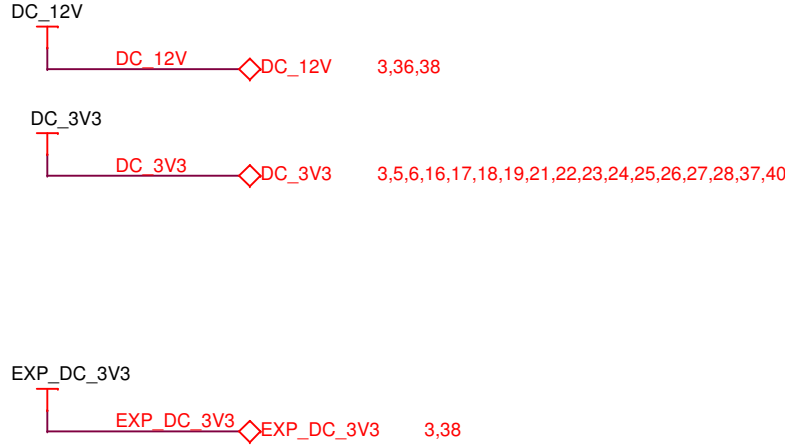 DC_12V
DC_12V DC_12V 3,36,38
DC_3V3
DC_3V3 DC_3V3 3,5,6,16,17,18,19,21,22,23,24,25,26,27,28,37,40
EXP_DC_3V3
EXP_DC_3V3 EXP_DC_3V3 3,38